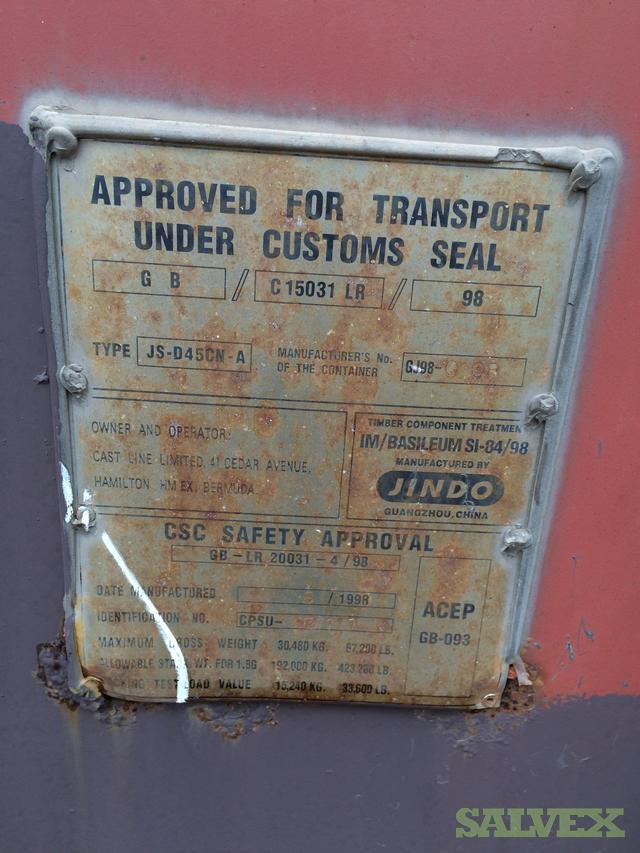 APPROVED FOR TRANSPORT
UNDER CUSTOMS SEAL
G B / C 15031 LR / 98
TYPE JS-D45CN-A MANUFACTURER'S No. OF THE CONTAINER GJ98-
OWNER AND OPERATOR:
CAST LINE LIMITED, 41 CEDAR AVENUE,
HAMILTON HM EX, BERMUDA
TIMBER COMPONENT TREATMEN
IM/BASILEUM SI-84/98
MANUFACTURED BY
JINDO
GUANGZHOU, CHINA
CSC SAFETY APPROVAL
GB-LR 20031-4/98
DATE MANUFACTURED /199
IDENTIFICATION NO. CPSU-
MAXIMUM GROSS WEIGHT 30,480 KG. 67,200 LB.
ALLOWABLE STACK WT. FOR 1.8G 192,000 KG. 423,280 LB.
RACKING TEST LOAD VALUE 15,240 KG. 33,600 LB.
ACEP
GB-093
SALVEX